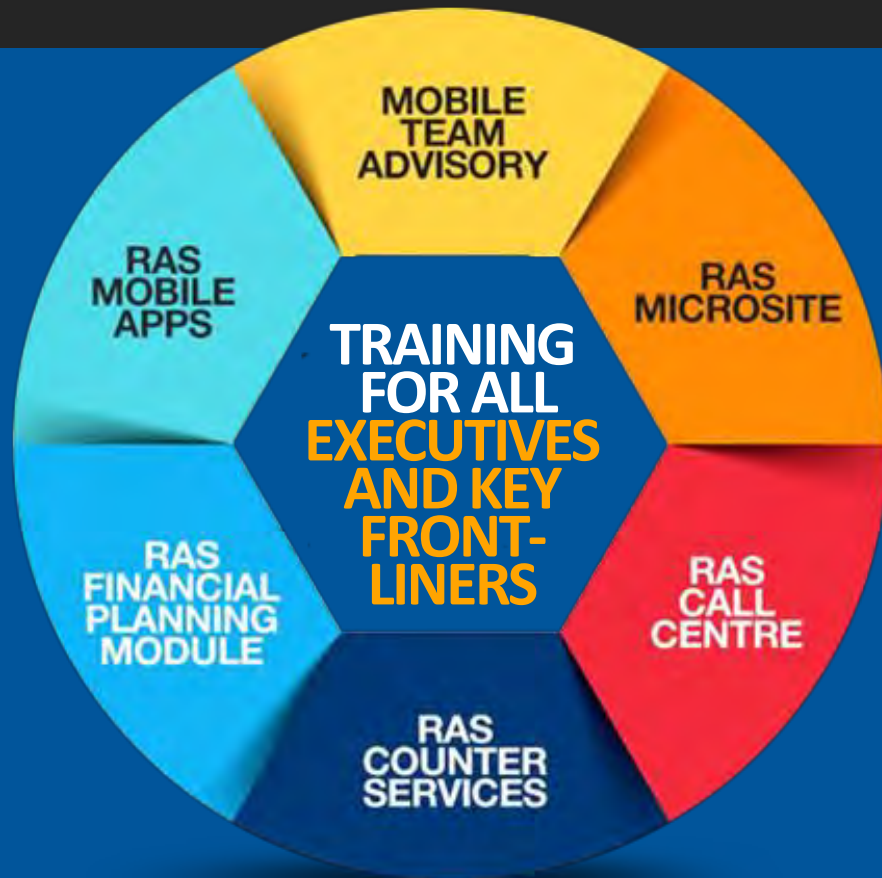 MOBILE
TEAM
ADVISORY
RAS
MICROSITE
RAS
CALL
CENTRE
RAS
COUNTER
SERVICES
RAS
FINANCIAL
PLANNING
MODULE
RAS
MOBILE
APPS
TRAINING
FOR ALL
EXECUTIVES
AND KEY
FRONT-
LINERS